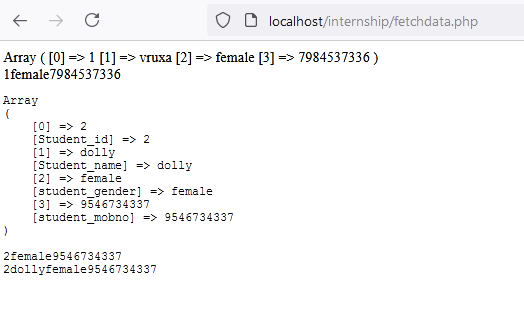 localhost/internship/fetchdata.php
Array ( [0] => 1 [1] => vruxa [2] => female [3] => 7984537336 )
1female7984537336
Array
(
    [0] => 2
    [Student_id] => 2
    [1] => dolly
    [Student_name] => dolly
    [2] => female
    [student_gender] => female
    [3] => 9546734337
    [student_mobno] => 9546734337
)
2female9546734337
2dollyfemale9546734337